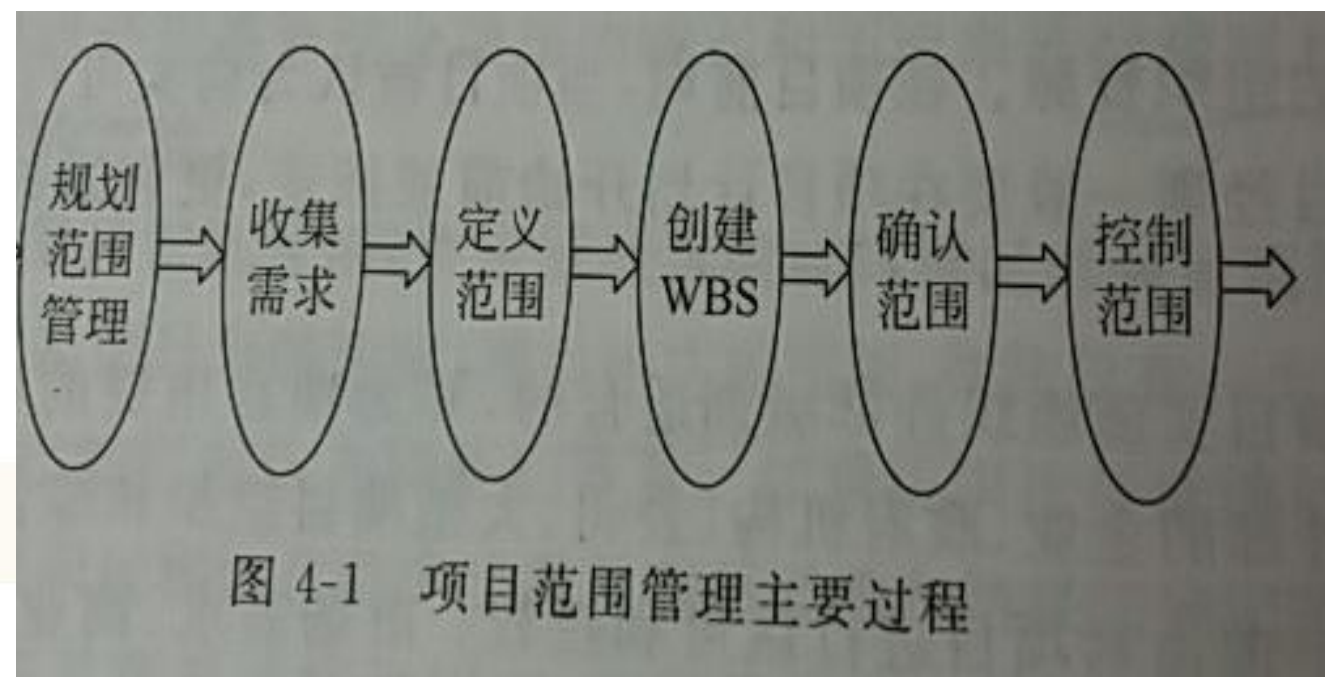 规划
范围
管理
收集
需求
定义
范围
创建
WBS
确认
范围
控制
范围
图 4-1 项目范围管理主要过程